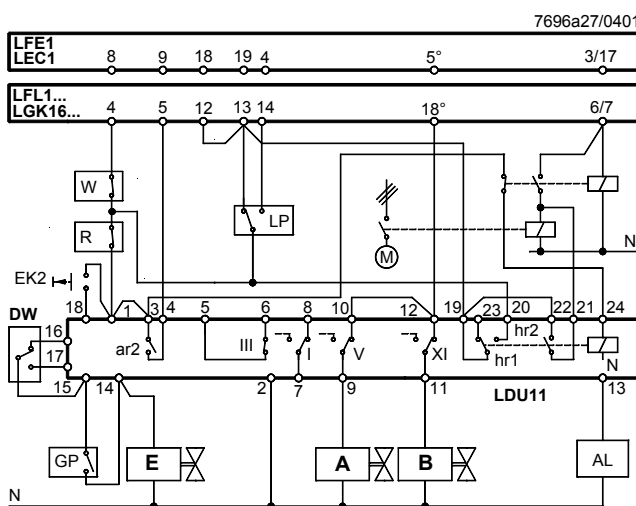 7696a27/0401
LFE1
LEC1
8 9 18 19 4 5° 3/17
LFL1...
LGK16...
4 5 12 13 14 18° 6/7
W
R
LP
M
N
EK2
DW
18 1 3 4 5 6 8 10 12 19 23 20 22 21 24
16
17
ar2
III
I
V
XI
hr1
hr2
N
15 14 2 7 9 11 LDU11 13
GP
E
A
B
AL
N